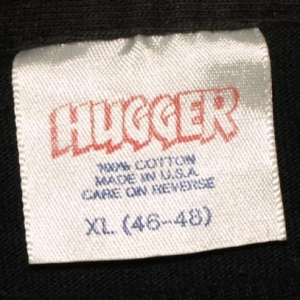 HUGGER
100% COTTON
MADE IN U.S.A.
CARE ON REVERSE
XL (46-48)